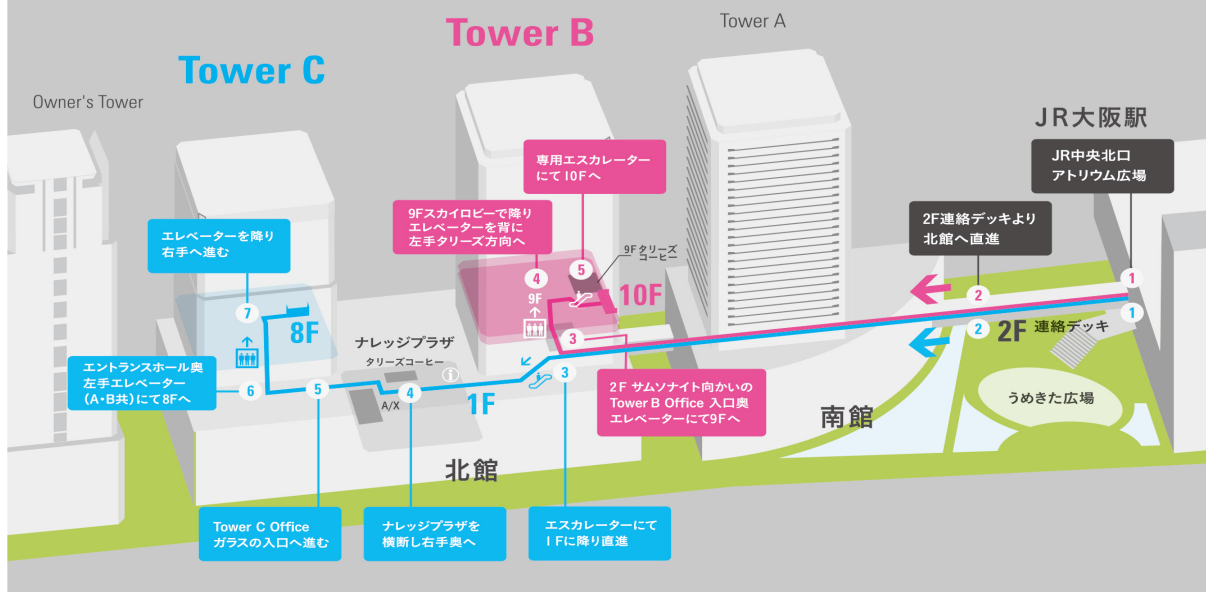 Tower A
Tower B
Tower C
Owner's Tower
JR大阪駅
JR中央北口
アトリウム広場
専用エスカレーター
にて10Fへ
9Fスカイロビーで降り
エレベーターを背に
左手タリーズ方向へ
2F連絡デッキより
北館へ直進
エレベーターを降り
右手へ進む
9Fタリーズ
コーヒー
5
4
9F
10F
1
2
1
2
2F 連絡デッキ
7
8F
3
ナレッジプラザ
タリーズコーヒー
i
3
エントランスホール奥
左手エレベーター
(A・B共)にて8Fへ
6
5
4
A/X
1F
2F サムソナイト向かいの
Tower B Office 入口奥
エレベーターにて9Fへ
うめきた広場
南館
北館
Tower C Office
ガラスの入口へ進む
ナレッジプラザを
横断し右手奥へ
エスカレーターにて
1Fに降り直進